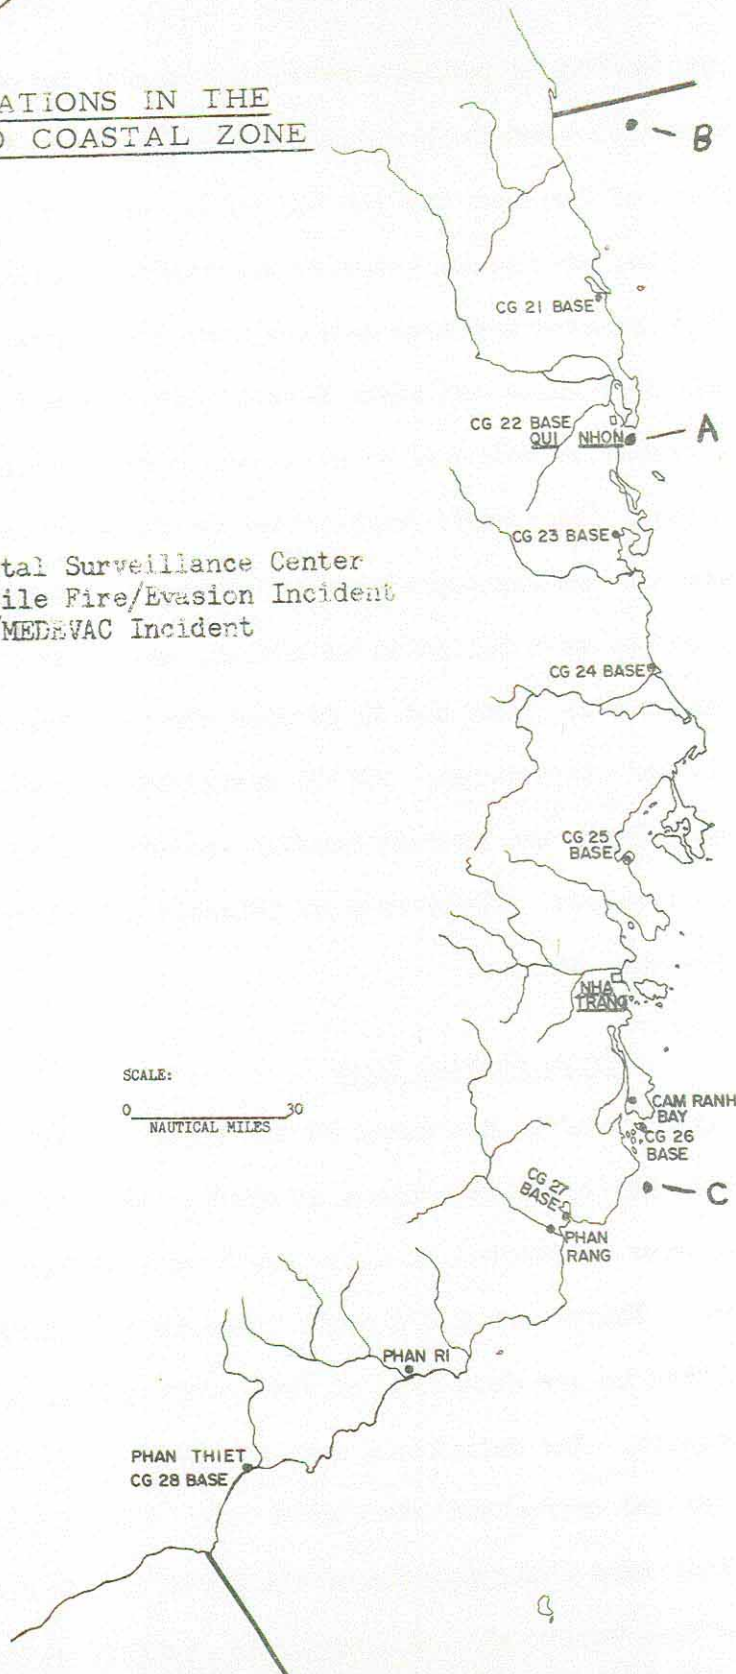 ATIONS IN THE
COASTAL ZONE
B
CG 21 BASE
CG 22 BASE
QUI NHON
A
CG 23 BASE
tal Surveillance Center
ile Fire/Evasion Incident
/MEDEVAC Incident
CG 24 BASE
CG 25
BASE
NHA
TRANG
SCALE:
0 30
NAUTICAL MILES
CAM RANH
BAY
CG 26
BASE
CG 27
BASE
C
PHAN
RANG
PHAN RI
PHAN THIET
CG 28 BASE